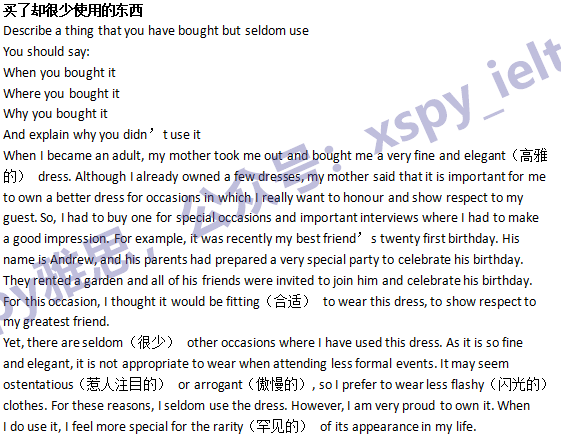 买了却很少使用的东西
Describe a thing that you have bought but seldom use
You should say:
When you bought it
Where you bought it
Why you bought it
And explain why you didn’t use it
When I became an adult, my mother took me out and bought me a very fine and elegant（高雅
的） dress. Although I already owned a few dresses, my mother said that it is important for me
to own a better dress for occasions in which I really want to honour and show respect to my
guest. So, I had to buy one for special occasions and important interviews where I had to make
a good impression. For example, it was recently my best friend’s twenty first birthday. His
name is Andrew, and his parents had prepared a very special party to celebrate his birthday.
They rented a garden and all of his friends were invited to join him and celebrate his birthday.
For this occasion, I thought it would be fitting（合适） to wear this dress, to show respect to
my greatest friend.
Yet, there are seldom（很少） other occasions where I have used this dress. As it is so fine
and elegant, it is not appropriate to wear when attending less formal events. It may seem
ostentatious（惹人注目的） or arrogant（傲慢的）, so I prefer to wear less flashy（闪光的）
clothes. For these reasons, I seldom use the dress. However, I am very proud to own it. When
I do use it, I feel more special for the rarity（罕见的） of its appearance in my life.
py雅思，公众号：xspy_ielt